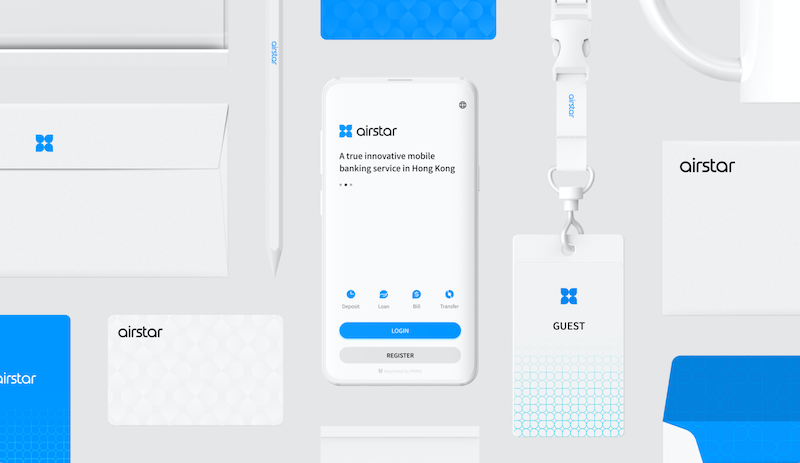 airstar
airstar
airstar
A true innovative mobile
banking service in Hong Kong
Deposit
Loan
Bill
Transfer
LOGIN
REGISTER
airstar
GUEST
airstar
airstar
airstar